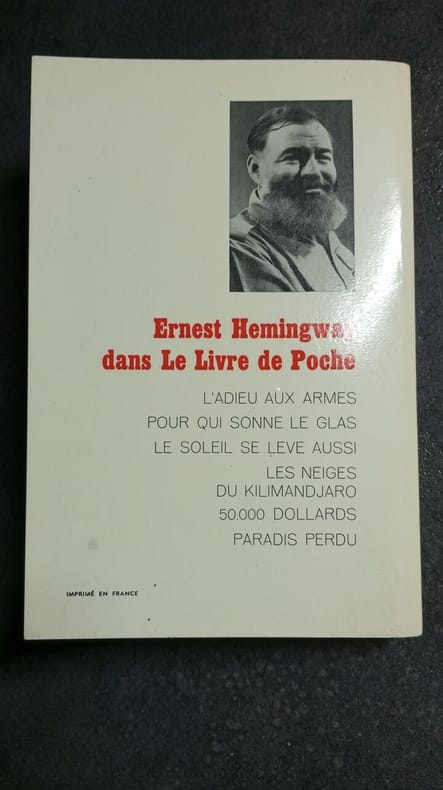 Ernest Hemingway
dans Le Livre de Poche
L'ADIEU AUX ARMES
POUR QUI SONNE LE GLAS
LE SOLEIL SE LEVE AUSSI
LES NEIGES
DU KILIMANDJARO
50.000 DOLLARDS
PARADIS PERDU
IMPRIMÉ EN FRANCE